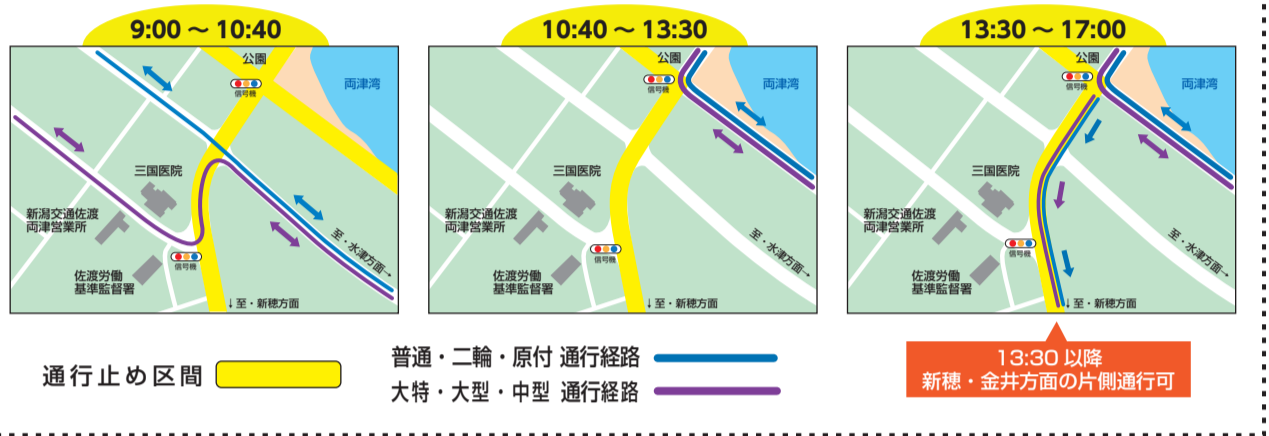 9:00 〜 10:40
公園
信号機
両津湾
三国医院
新潟交通佐渡
両津営業所
信号機
佐渡労働
基準監督署
至・水津方面→
↓至・新穂方面
10:40 〜 13:30
公園
信号機
両津湾
三国医院
新潟交通佐渡
両津営業所
信号機
佐渡労働
基準監督署
至・水津方面→
↓至・新穂方面
13:30 〜 17:00
公園
信号機
両津湾
三国医院
新潟交通佐渡
両津営業所
信号機
佐渡労働
基準監督署
至・水津方面→
↓至・新穂方面
通行止め区間
普通・二輪・原付 通行経路
大特・大型・中型 通行経路
13:30 以降
新穂・金井方面の片側通行可